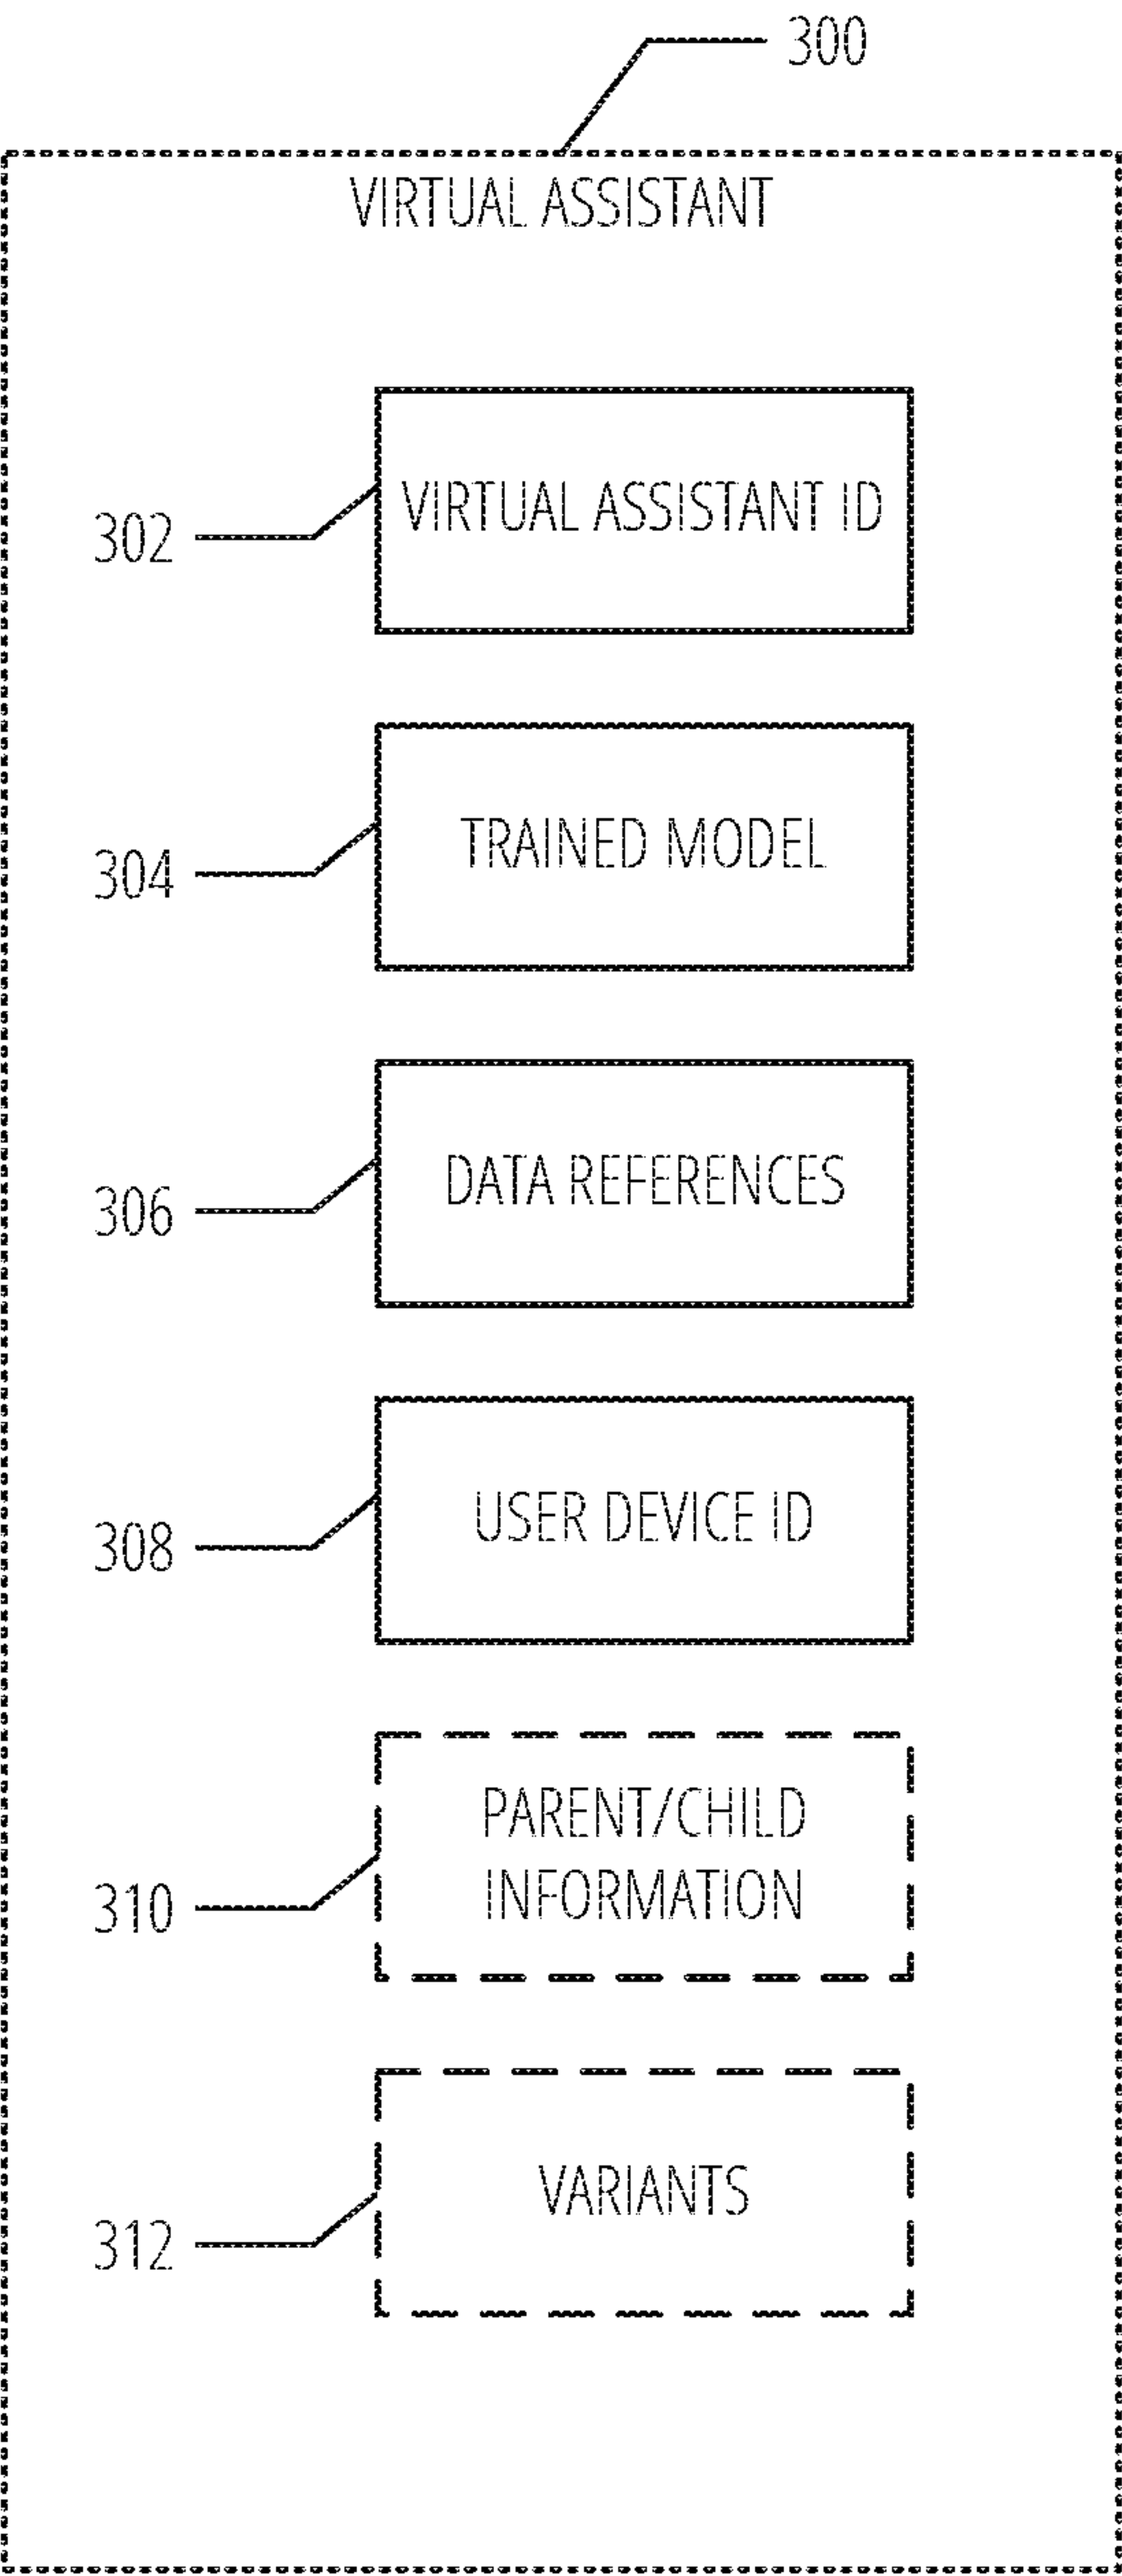 300
VIRTUAL ASSISTANT
VIRTUAL ASSISTANT ID
302
TRAINED MODEL
304
DATA REFERENCES
306
USER DEVICE ID
308
PARENT/CHILD
INFORMATION
310
VARIANTS
312